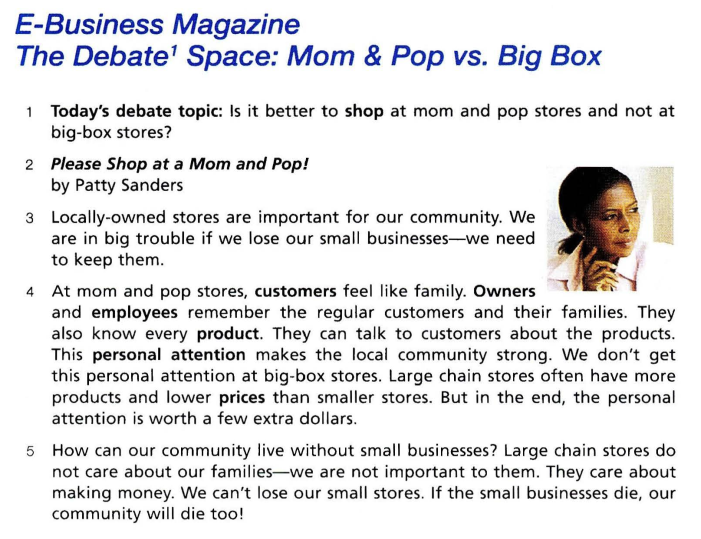 E-Business Magazine
The Debate¹ Space: Mom & Pop vs. Big Box
1 Today's debate topic: Is it better to shop at mom and pop stores and not at
big-box stores?
2 Please Shop at a Mom and Pop!
by Patty Sanders
3 Locally-owned stores are important for our community. We
are in big trouble if we lose our small businesses—we need
to keep them.
4 At mom and pop stores, customers feel like family. Owners
and employees remember the regular customers and their families. They
also know every product. They can talk to customers about the products.
This personal attention makes the local community strong. We don't get
this personal attention at big-box stores. Large chain stores often have more
products and lower prices than smaller stores. But in the end, the personal
attention is worth a few extra dollars.
5 How can our community live without small businesses? Large chain stores do
not care about our families—we are not important to them. They care about
making money. We can't lose our small stores. If the small businesses die, our
community will die too!